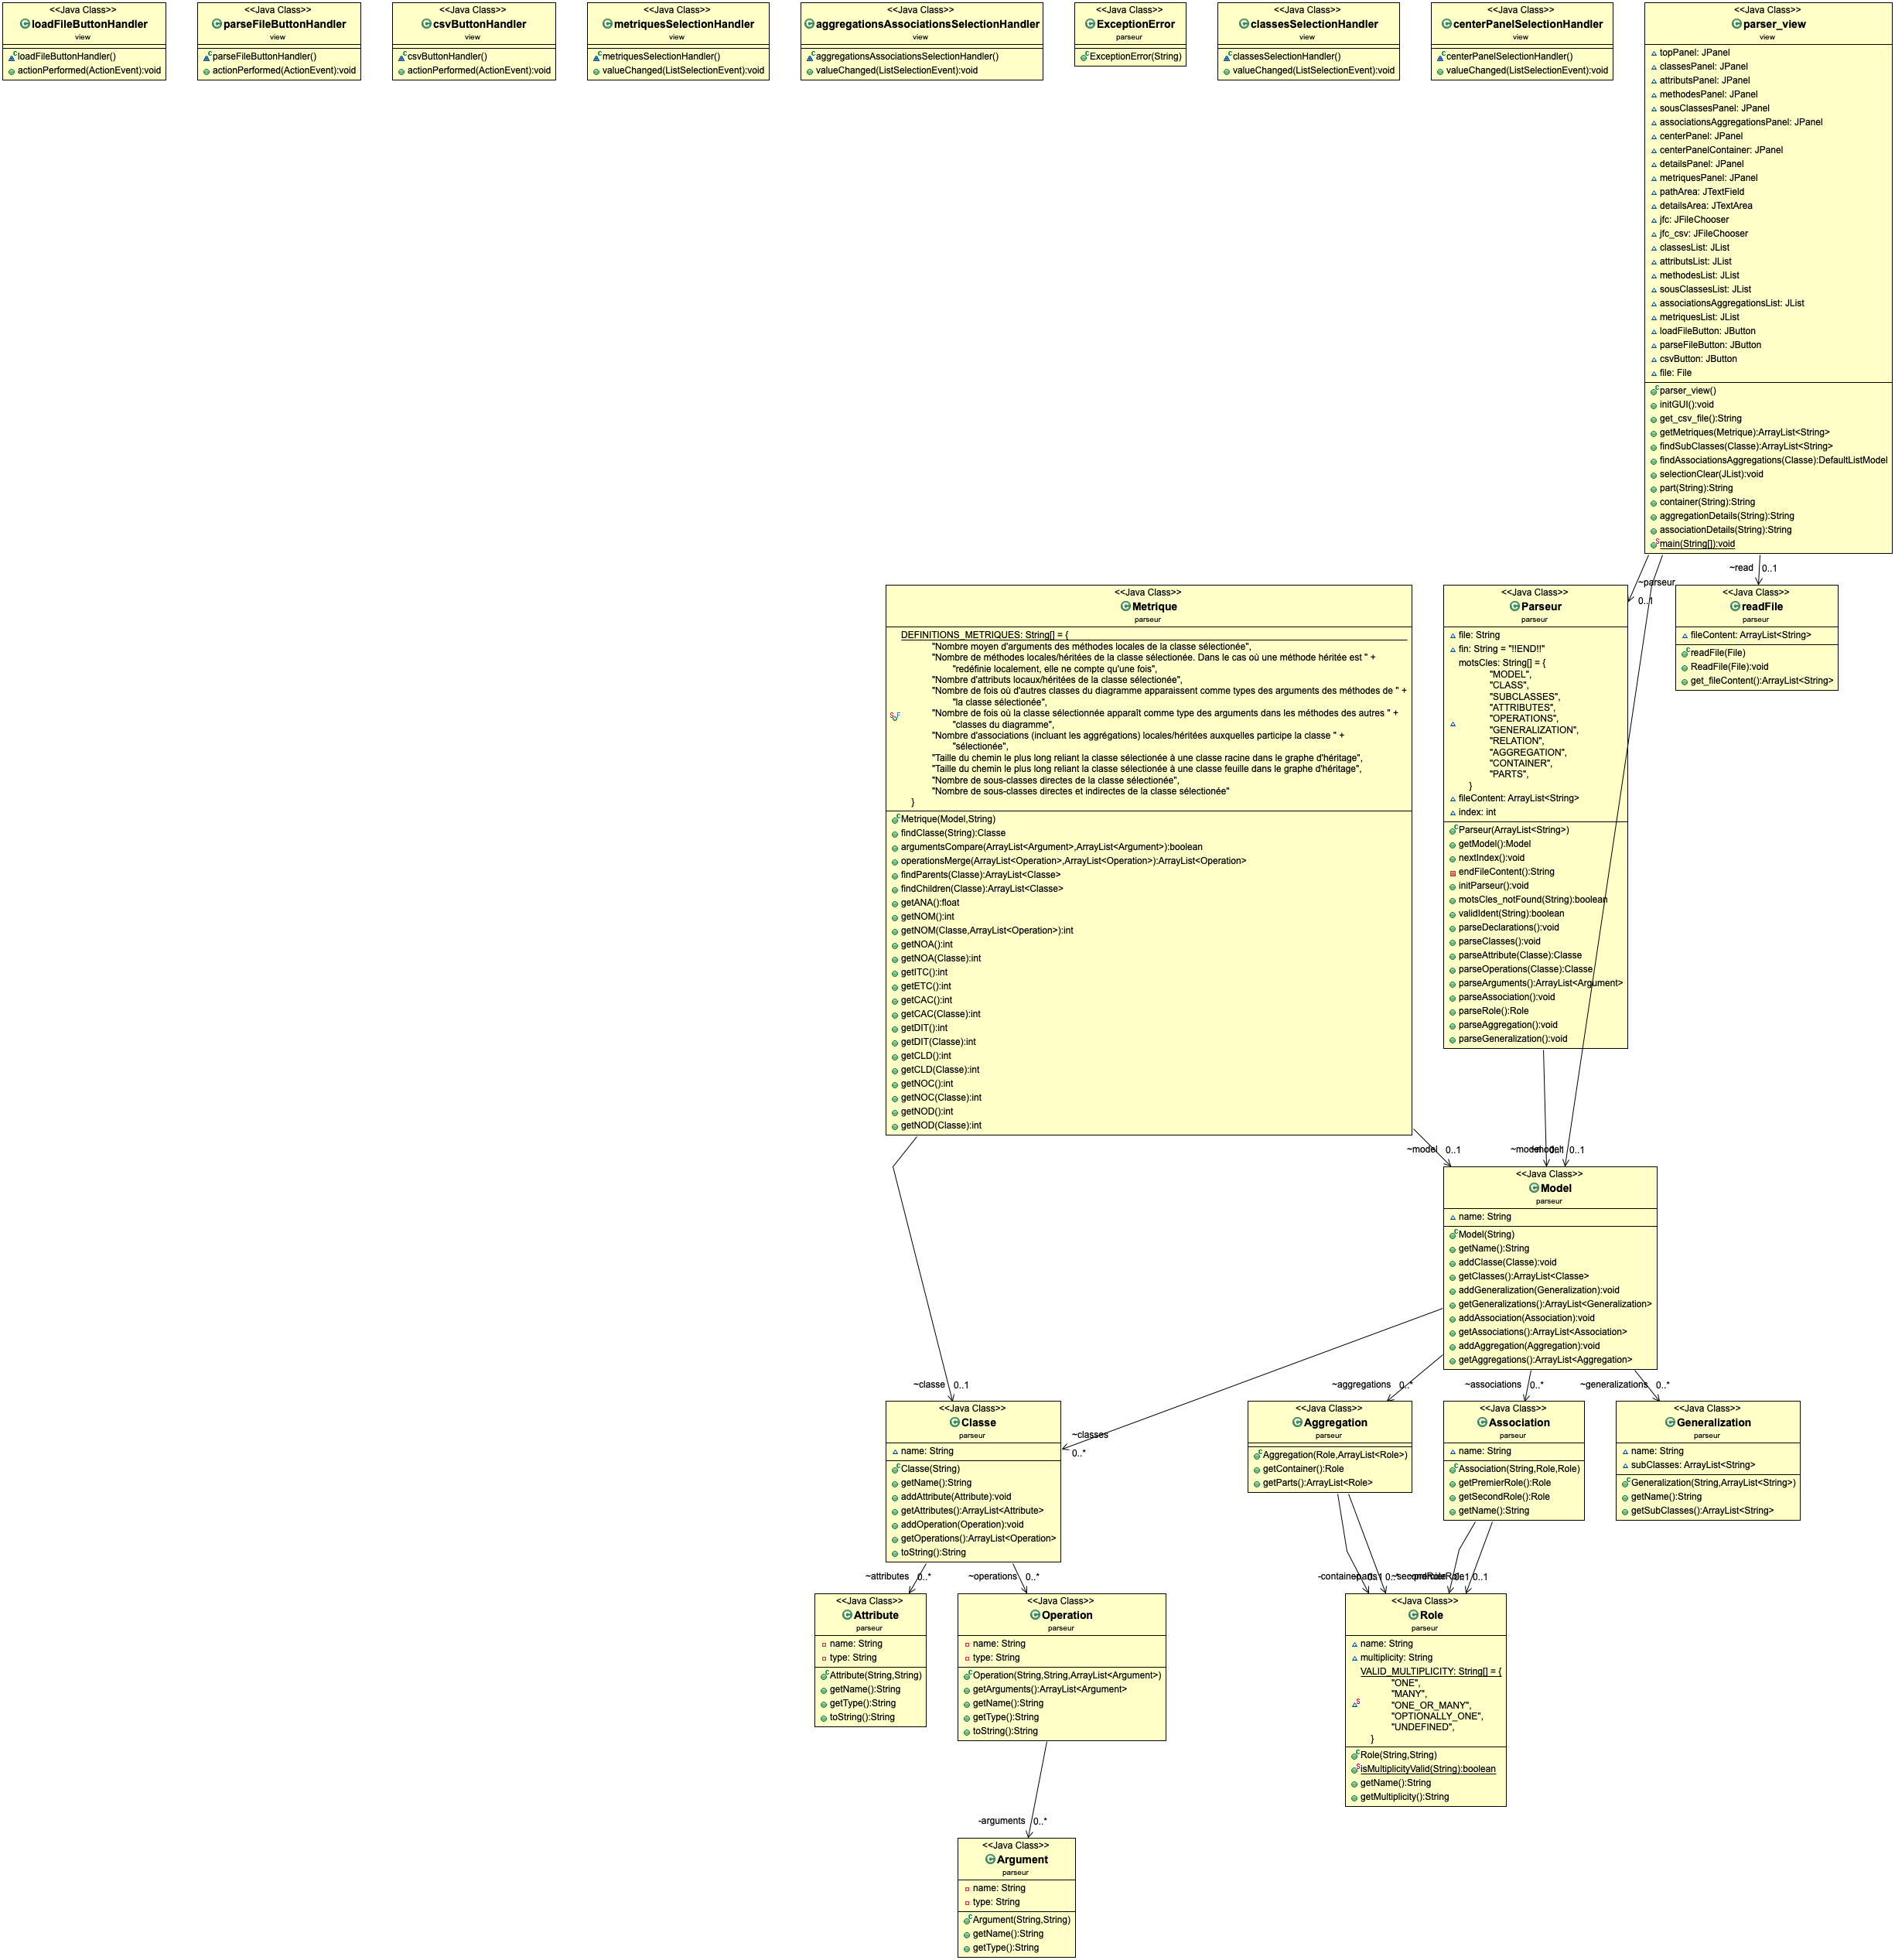 <<Java Class>>
loadFileButtonHandler
view
loadFileButtonHandler()
actionPerformed(ActionEvent):void
<<Java Class>>
parseFileButtonHandler
view
parseFileButtonHandler()
actionPerformed(ActionEvent):void
<<Java Class>>
csvButtonHandler
view
csvButtonHandler()
actionPerformed(ActionEvent):void
<<Java Class>>
metriquesSelectionHandler
view
metriquesSelectionHandler()
valueChanged(ListSelectionEvent):void
<<Java Class>>
aggregationsAssociationsSelectionHandler
view
aggregationsAssociationsSelectionHandler()
valueChanged(ListSelectionEvent):void
<<Java Class>>
ExceptionError
parseur
ExceptionError(String)
<<Java Class>>
classesSelectionHandler
view
classesSelectionHandler()
valueChanged(ListSelectionEvent):void
<<Java Class>>
centerPanelSelectionHandler
view
centerPanelSelectionHandler()
valueChanged(ListSelectionEvent):void
<<Java Class>>
parser_view
view
topPanel: JPanel
classesPanel: JPanel
attributsPanel: JPanel
methodesPanel: JPanel
sousClassesPanel: JPanel
associationsAggregationsPanel: JPanel
centerPanel: JPanel
centerPanelContainer: JPanel
detailsPanel: JPanel
metriquesPanel: JPanel
pathArea: JTextField
detailsArea: JTextArea
jfc: JFileChooser
jfc_csv: JFileChooser
classesList: JList
attributsList: JList
methodesList: JList
sousClassesList: JList
associationsAggregationsList: JList
metriquesList: JList
loadFileButton: JButton
parseFileButton: JButton
csvButton: JButton
file: File
parser_view()
initGUI():void
get_csv_file():String
getMetriques(Metrique):ArrayList<String>
findSubClasses(Classe):ArrayList<String>
findAssociationsAggregations(Classe):DefaultListModel
selectionClear(JList):void
part(String):String
container(String):String
aggregationDetails(String):String
associationDetails(String):String
main(String[]):void
~parseur
0..1
~read
0..1
<<Java Class>>
Metrique
parseur
DEFINITIONS_METRIQUES: String[] = {
"Nombre moyen d'arguments des méthodes locales de la classe sélectionée",
"Nombre de méthodes locales/héritées de la classe sélectionée. Dans le cas où une méthode héritée est " +
"redéfinie localement, elle ne compte qu'une fois",
"Nombre d'attributs locaux/héritées de la classe sélectionée",
"Nombre de fois où d'autres classes du diagramme apparaissent comme types des arguments des méthodes de " +
"la classe sélectionée",
"Nombre de fois où la classe sélectionnée apparaît comme type des arguments dans les méthodes des autres " +
"classes du diagramme",
"Nombre d'associations (incluant les aggrégations) locales/héritées auxquelles participe la classe " +
"sélectionée",
"Taille du chemin le plus long reliant la classe sélectionée à une classe racine dans le graphe d'héritage",
"Taille du chemin le plus long reliant la classe sélectionée à une classe feuille dans le graphe d'héritage",
"Nombre de sous-classes directes de la classe sélectionée",
"Nombre de sous-classes directes et indirectes de la classe sélectionée"
}
Metrique(Model,String)
findClasse(String):Classe
argumentsCompare(ArrayList<Argument>,ArrayList<Argument>):boolean
operationsMerge(ArrayList<Operation>,ArrayList<Operation>):ArrayList<Operation>
findParents(Classe):ArrayList<Classe>
findChildren(Classe):ArrayList<Classe>
getANA():float
getNOM():int
getNOM(Classe,ArrayList<Operation>):int
getNOA():int
getNOA(Classe):int
getITC():int
getETC():int
getCAC():int
getCAC(Classe):int
getDIT():int
getDIT(Classe):int
getCLD():int
getCLD(Classe):int
getNOC():int
getNOC(Classe):int
getNOD():int
getNOD(Classe):int
<<Java Class>>
Parseur
parseur
file: String
fin: String = "!!END!!"
motsCles: String[] = {
"MODEL",
"CLASS",
"SUBCLASSES",
"ATTRIBUTES",
"OPERATIONS",
"GENERALIZATION",
"RELATION",
"AGGREGATION",
"CONTAINER",
"PARTS",
}
fileContent: ArrayList<String>
index: int
Parseur(ArrayList<String>)
getModel():Model
nextIndex():void
endFileContent():String
initParseur():void
motsCles_notFound(String):boolean
validIdent(String):boolean
parseDeclarations():void
parseClasses():void
parseAttribute(Classe):Classe
parseOperations(Classe):Classe
parseArguments():ArrayList<Argument>
parseAssociation():void
parseRole():Role
parseAggregation():void
parseGeneralization():void
<<Java Class>>
readFile
parseur
fileContent: ArrayList<String>
readFile(File)
ReadFile(File):void
get_fileContent():ArrayList<String>
~model
0..1
~model
~model
0..1
0..1
<<Java Class>>
Model
parseur
name: String
Model(String)
getName():String
addClasse(Classe):void
getClasses():ArrayList<Classe>
addGeneralization(Generalization):void
getGeneralizations():ArrayList<Generalization>
addAssociation(Association):void
getAssociations():ArrayList<Association>
addAggregation(Aggregation):void
getAggregations():ArrayList<Aggregation>
~classe
0..1
~classes
0..*
~aggregations
0..*
~associations
0..*
~generalizations
0..*
<<Java Class>>
Classe
parseur
name: String
Classe(String)
getName():String
addAttribute(Attribute):void
getAttributes():ArrayList<Attribute>
addOperation(Operation):void
getOperations():ArrayList<Operation>
toString():String
<<Java Class>>
Aggregation
parseur
Aggregation(Role,ArrayList<Role>)
getContainer():Role
getParts():ArrayList<Role>
<<Java Class>>
Association
parseur
name: String
Association(String,Role,Role)
getPremierRole():Role
getSecondRole():Role
getName():String
<<Java Class>>
Generalization
parseur
name: String
subClasses: ArrayList<String>
Generalization(String,ArrayList<String>)
getName():String
getSubClasses():ArrayList<String>
~attributes
0..*
~operations
0..*
0..*
0..1
<<Java Class>>
Attribute
parseur
name: String
type: String
Attribute(String,String)
getName():String
getType():String
toString():String
<<Java Class>>
Operation
parseur
name: String
type: String
Operation(String,String,ArrayList<Argument>)
getArguments():ArrayList<Argument>
getName():String
getType():String
toString():String
<<Java Class>>
Role
parseur
name: String
multiplicity: String
VALID_MULTIPLICITY: String[] = {
"ONE",
"MANY",
"ONE_OR_MANY",
"OPTIONALLY_ONE",
"UNDEFINED",
}
Role(String,String)
isMultiplicityValid(String):boolean
getName():String
getMultiplicity():String
-arguments
0..*
<<Java Class>>
Argument
parseur
name: String
type: String
Argument(String,String)
getName():String
getType():String